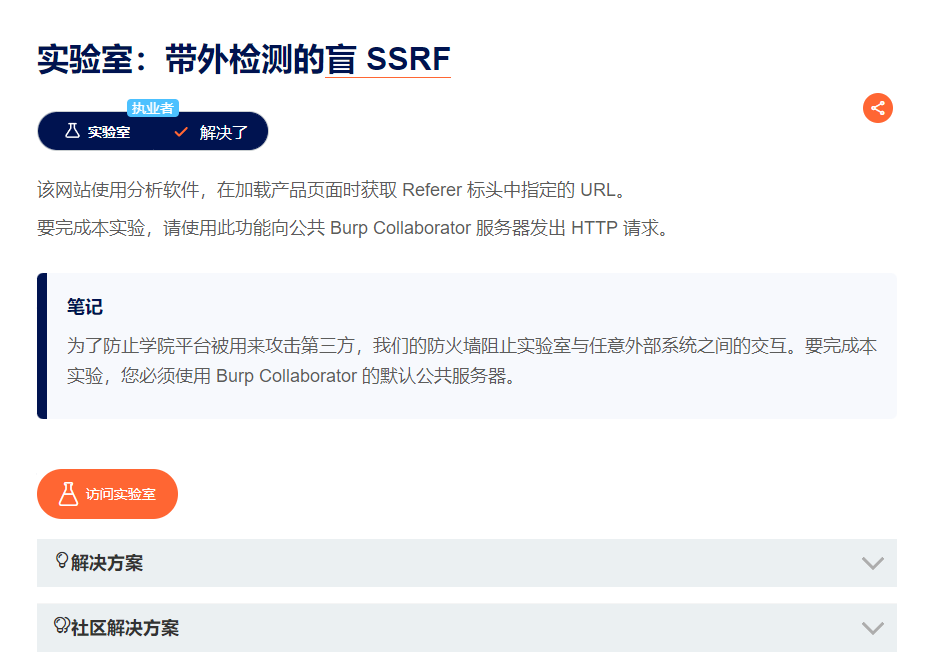 实验室：带外检测的盲 SSRF
执业者
实验室 解决了
该网站使用分析软件，在加载产品页面时获取 Referer 标头中指定的 URL。
要完成本实验，请使用此功能向公共 Burp Collaborator 服务器发出 HTTP 请求。
笔记
为了防止学院平台被用来攻击第三方，我们的防火墙阻止实验室与任意外部系统之间的交互。要完成本
实验，您必须使用 Burp Collaborator 的默认公共服务器。
访问实验室
解决方案
社区解决方案